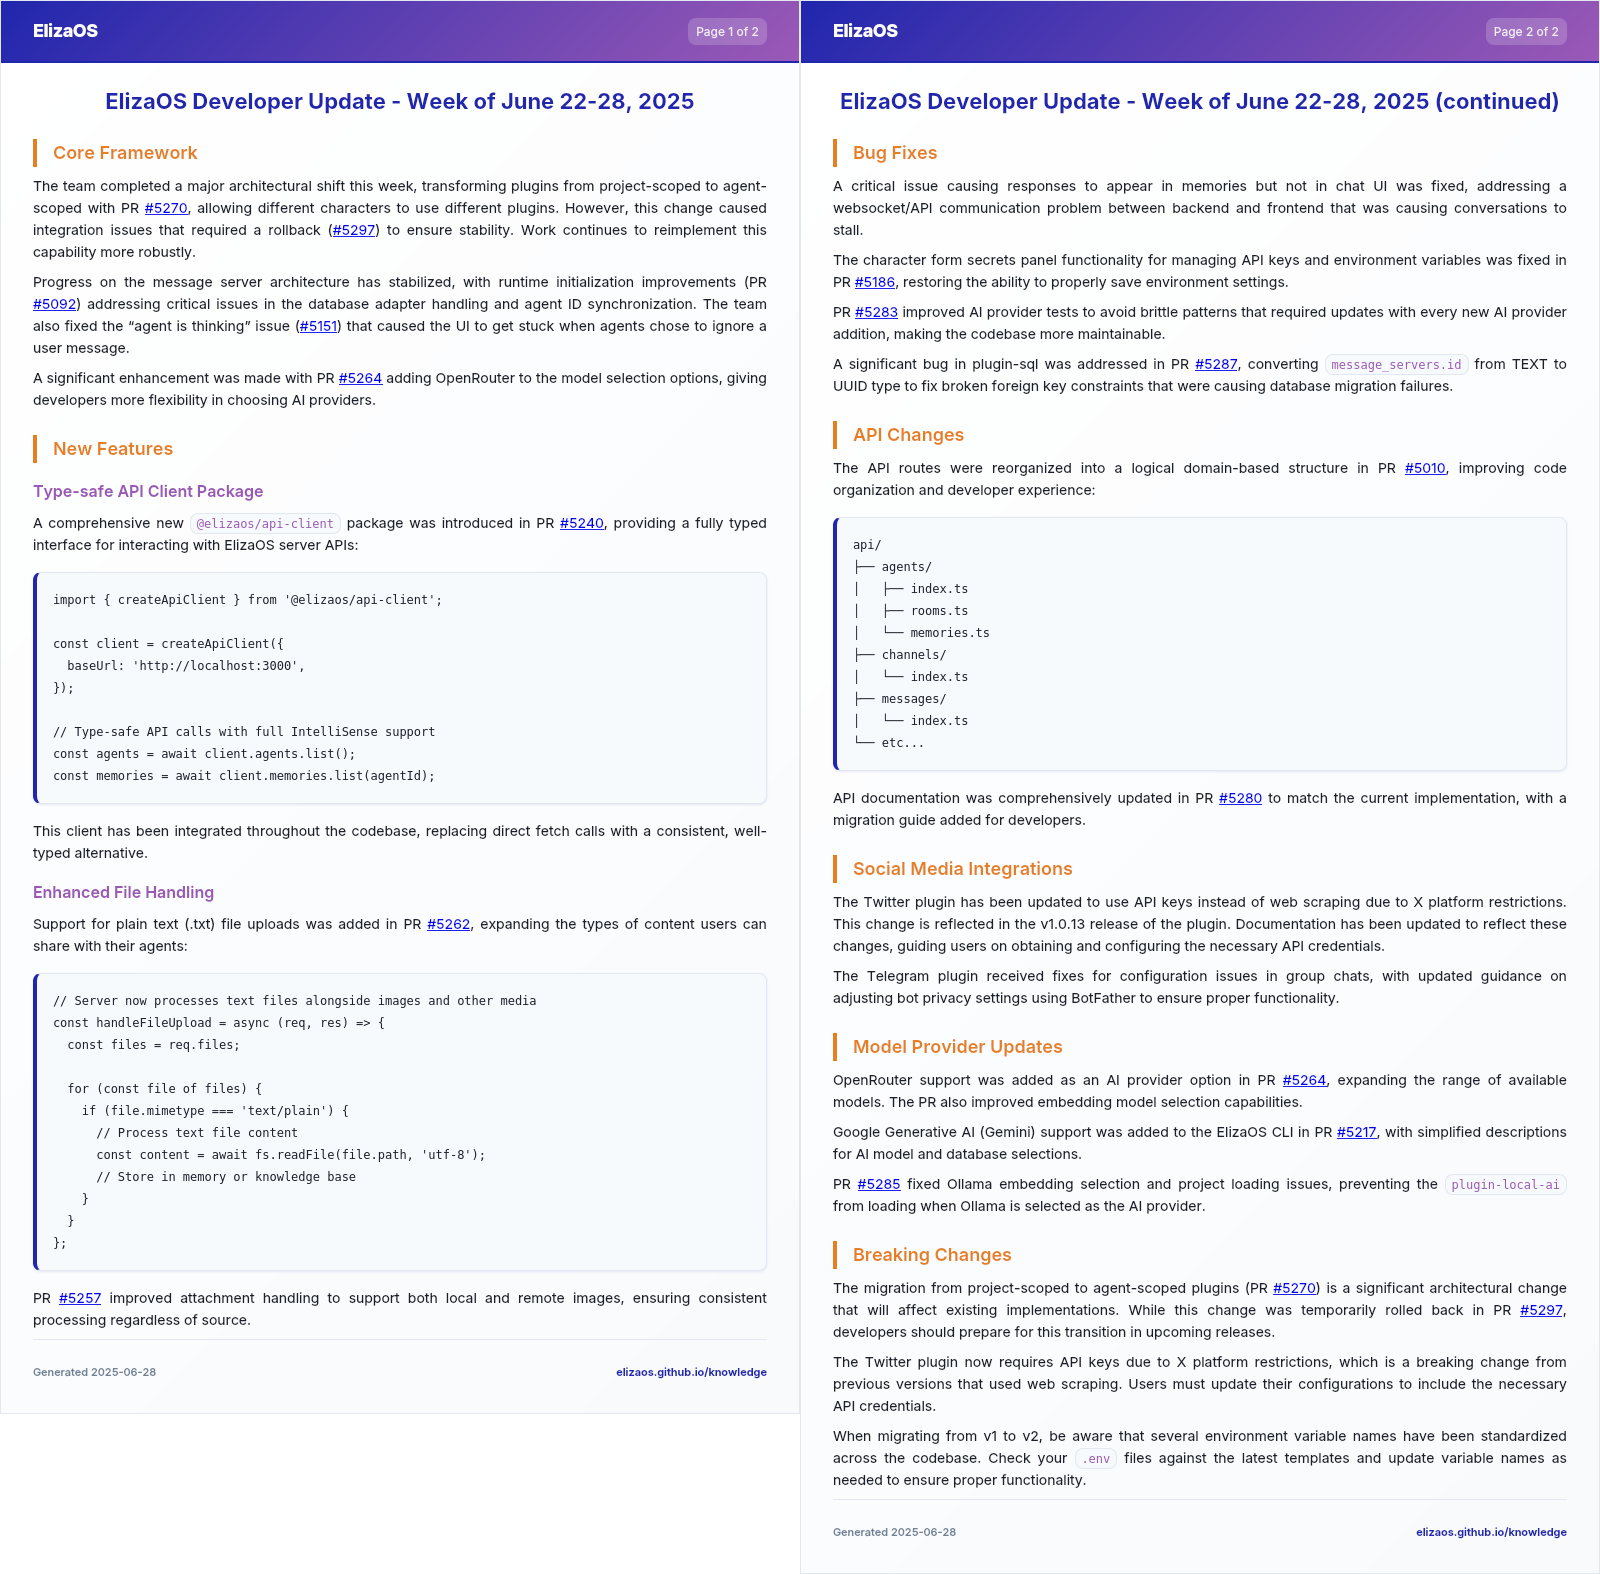 ElizaOS
Page 1 of 2
ElizaOS Developer Update - Week of June 22-28, 2025
Core Framework
The team completed a major architectural shift this week, transforming plugins from project-scoped to agent-
scoped with PR #5270, allowing different characters to use different plugins. However, this change caused
integration issues that required a rollback (#5297) to ensure stability. Work continues to reimplement this
capability more robustly.
Progress on the message server architecture has stabilized, with runtime initialization improvements (PR
#5092) addressing critical issues in the database adapter handling and agent ID synchronization. The team
also fixed the “agent is thinking” issue (#5151) that caused the UI to get stuck when agents chose to ignore a
user message.
A significant enhancement was made with PR #5264 adding OpenRouter to the model selection options, giving
developers more flexibility in choosing AI providers.
New Features
Type-safe API Client Package
A comprehensive new @elizaos/api-client package was introduced in PR #5240, providing a fully typed
interface for interacting with ElizaOS server APIs:
import { createApiClient } from '@elizaos/api-client';
const client = createApiClient({
  baseUrl: 'http://localhost:3000',
});
// Type-safe API calls with full IntelliSense support
const agents = await client.agents.list();
const memories = await client.memories.list(agentId);
This client has been integrated throughout the codebase, replacing direct fetch calls with a consistent, well-
typed alternative.
Enhanced File Handling
Support for plain text (.txt) file uploads was added in PR #5262, expanding the types of content users can
share with their agents:
// Server now processes text files alongside images and other media
const handleFileUpload = async (req, res) => {
  const files = req.files;
  for (const file of files) {
    if (file.mimetype === 'text/plain') {
      // Process text file content
      const content = await fs.readFile(file.path, 'utf-8');
      // Store in memory or knowledge base
    }
  }
};
PR #5257 improved attachment handling to support both local and remote images, ensuring consistent
processing regardless of source.
Generated 2025-06-28
elizaos.github.io/knowledge
ElizaOS
Page 2 of 2
ElizaOS Developer Update - Week of June 22-28, 2025 (continued)
Bug Fixes
A critical issue causing responses to appear in memories but not in chat UI was fixed, addressing a
websocket/API communication problem between backend and frontend that was causing conversations to
stall.
The character form secrets panel functionality for managing API keys and environment variables was fixed in
PR #5186, restoring the ability to properly save environment settings.
PR #5283 improved AI provider tests to avoid brittle patterns that required updates with every new AI provider
addition, making the codebase more maintainable.
A significant bug in plugin-sql was addressed in PR #5287, converting message_servers.id from TEXT to
UUID type to fix broken foreign key constraints that were causing database migration failures.
API Changes
The API routes were reorganized into a logical domain-based structure in PR #5010, improving code
organization and developer experience:
api/
├── agents/
│   ├── index.ts
│   ├── rooms.ts
│   └── memories.ts
├── channels/
│   └── index.ts
├── messages/
│   └── index.ts
└── etc...
API documentation was comprehensively updated in PR #5280 to match the current implementation, with a
migration guide added for developers.
Social Media Integrations
The Twitter plugin has been updated to use API keys instead of web scraping due to X platform restrictions.
This change is reflected in the v1.0.13 release of the plugin. Documentation has been updated to reflect these
changes, guiding users on obtaining and configuring the necessary API credentials.
The Telegram plugin received fixes for configuration issues in group chats, with updated guidance on
adjusting bot privacy settings using BotFather to ensure proper functionality.
Model Provider Updates
OpenRouter support was added as an AI provider option in PR #5264, expanding the range of available
models. The PR also improved embedding model selection capabilities.
Google Generative AI (Gemini) support was added to the ElizaOS CLI in PR #5217, with simplified descriptions
for AI model and database selections.
PR #5285 fixed Ollama embedding selection and project loading issues, preventing the plugin-local-ai
from loading when Ollama is selected as the AI provider.
Breaking Changes
The migration from project-scoped to agent-scoped plugins (PR #5270) is a significant architectural change
that will affect existing implementations. While this change was temporarily rolled back in PR #5297,
developers should prepare for this transition in upcoming releases.
The Twitter plugin now requires API keys due to X platform restrictions, which is a breaking change from
previous versions that used web scraping. Users must update their configurations to include the necessary
API credentials.
When migrating from v1 to v2, be aware that several environment variable names have been standardized
across the codebase. Check your .env files against the latest templates and update variable names as
needed to ensure proper functionality.
Generated 2025-06-28
elizaos.github.io/knowledge